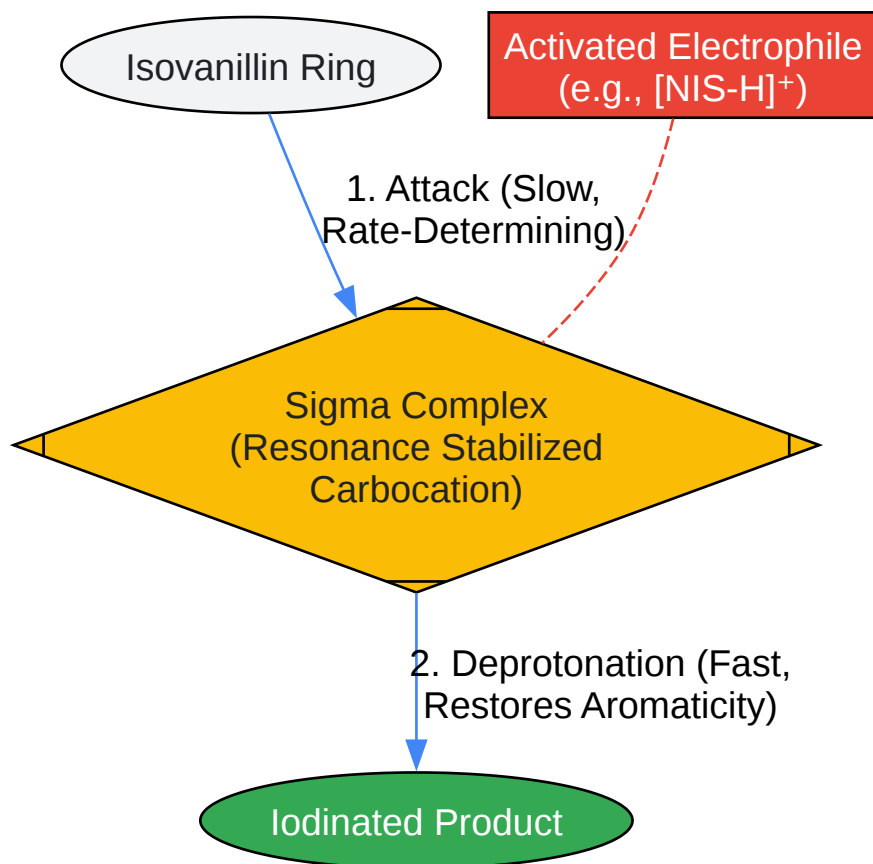 Isovanillin Ring
Activated Electrophile
(e.g., [NIS-H]⁺)
1. Attack (Slow,
Rate-Determining)
Sigma Complex
(Resonance Stabilized
Carbocation)
2. Deprotonation (Fast,
Restores Aromaticity)
Iodinated Product